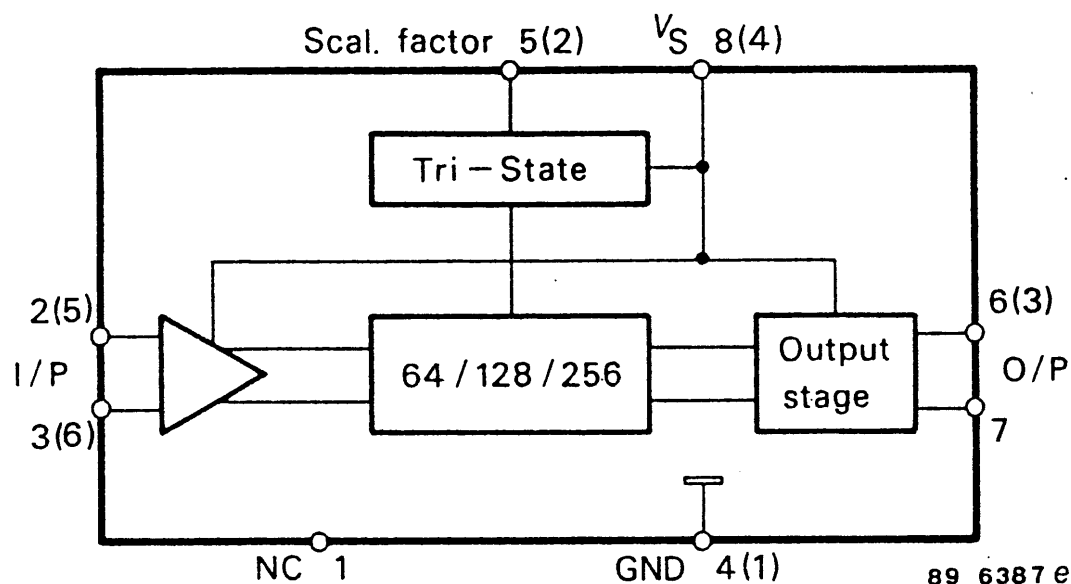 Scal. factor 5(2)
VS 8(4)
Tri – State
2(5)
I/P
3(6)
64 / 128 / 256
Output
stage
6(3)
O/P
7
NC 1
GND 4(1)
89 6387 e